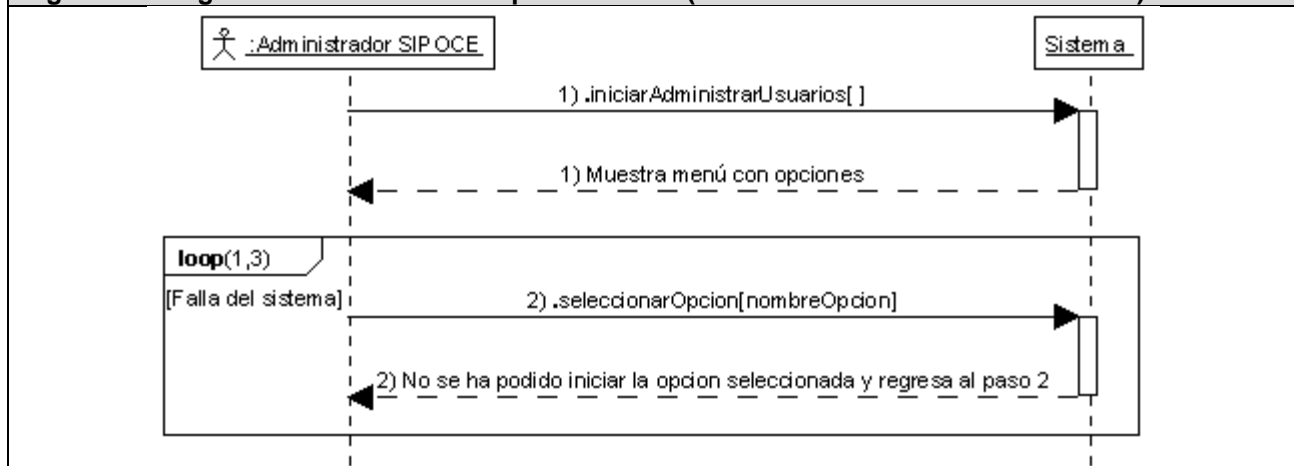 :Administrador SIPOCE
Sistema
1) .iniciarAdministrarUsuarios[ ]
1) Muestra menú con opciones
loop(1,3)
[Falla del sistema]
2) .seleccionarOpcion[nombreOpcion]
2) No se ha podido iniciar la opcion seleccionada y regresa al paso 2